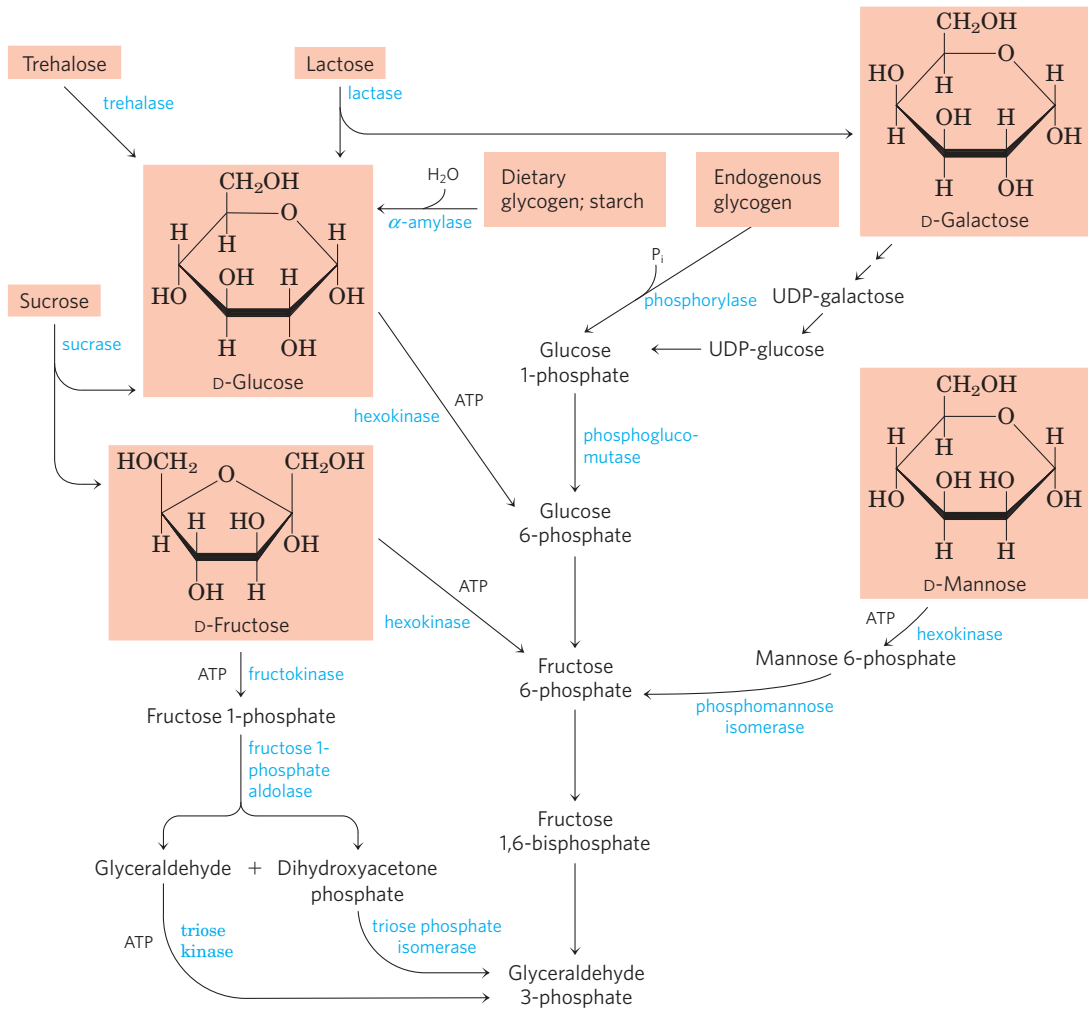 Trehalose
trehalase
Lactose
lactase
CH₂OH
O
HO
H
H
OH
H
H
OH
H
OH
D-Galactose
CH₂OH
O
H
H
H
OH
H
HO
OH
H
OH
D-Glucose
H₂O
α-amylase
Dietary
glycogen; starch
Endogenous
glycogen
Pᵢ
phosphorylase
UDP-galactose
UDP-glucose
Glucose
1-phosphate
Sucrose
sucrase
hexokinase
ATP
phosphogluco-
mutase
CH₂OH
O
H
H
H
OH
HO
HO
OH
H
H
D-Mannose
HOCH₂
O
CH₂OH
H
HO
H
OH
OH
H
D-Fructose
Glucose
6-phosphate
ATP
hexokinase
ATP
hexokinase
Mannose 6-phosphate
phosphomannose
isomerase
Fructose
6-phosphate
ATP
fructokinase
Fructose 1-phosphate
fructose 1-
phosphate
aldolase
Fructose
1,6-bisphosphate
Glyceraldehyde + Dihydroxyacetone
phosphate
ATP
triose
kinase
triose phosphate
isomerase
Glyceraldehyde
3-phosphate